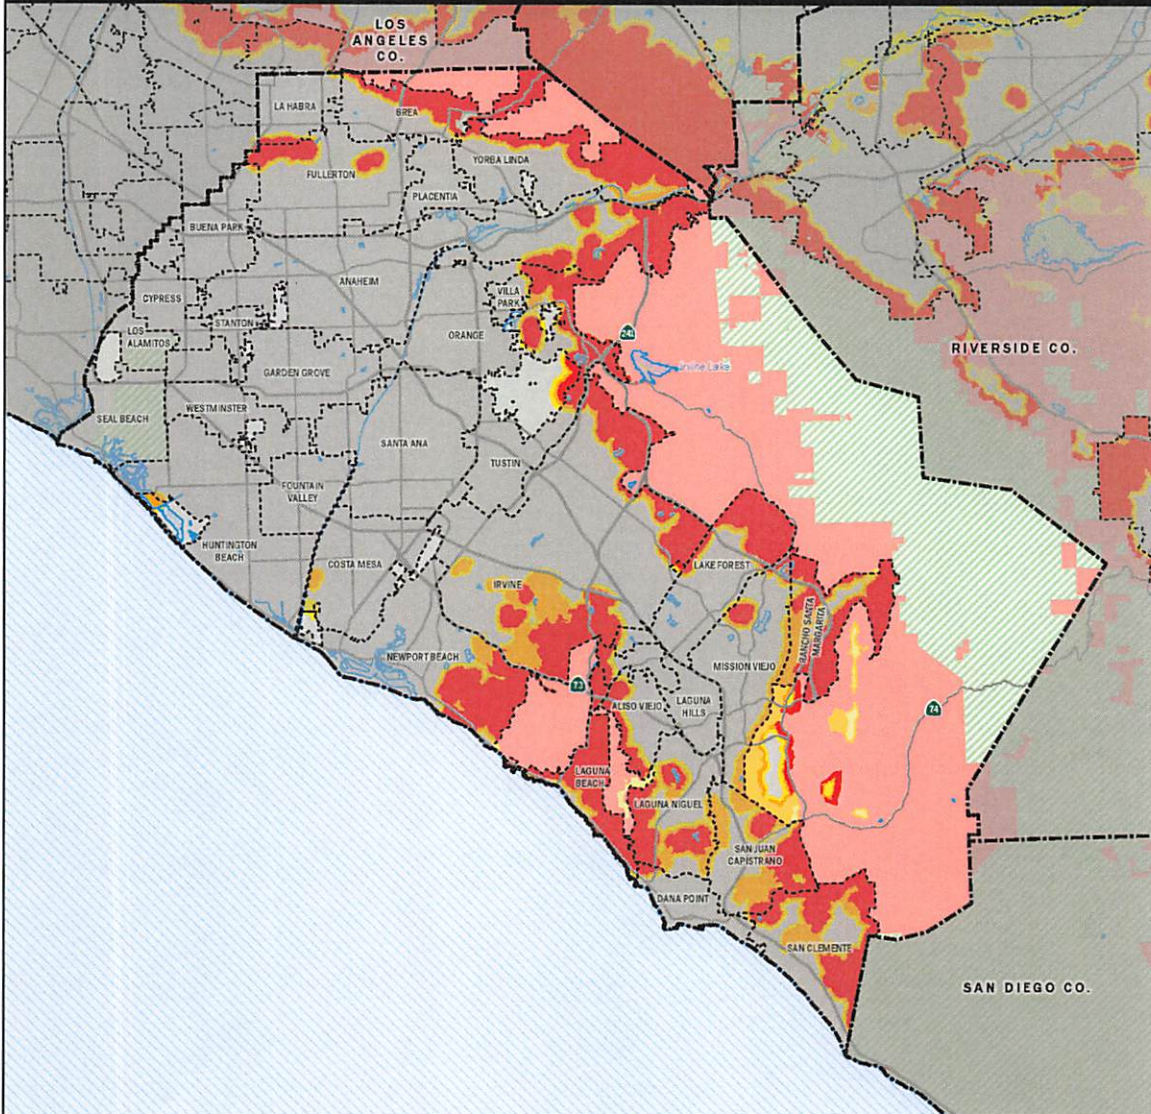 LOS
ANGELES
CO.
LA HABRA
BREA
YORBA LINDA
FULLERTON
PLACENTIA
BUENA PARK
ANAHEIM
VILLA
PARK
CYPRESS
STANTON
LOS
ALAMITOS
ORANGE
241
Irvine Lake
RIVERSIDE CO.
GARDEN GROVE
WESTMINSTER
SEAL BEACH
SANTA ANA
TUSTIN
FOUNTAIN
VALLEY
HUNTINGTON
BEACH
COSTA MESA
IRVINE
LAKE FOREST
RANCHO SANTA
MARGARITA
NEWPORT BEACH
MISSION VIEJO
73
ALISO VIEJO
LAGUNA
HILLS
74
LAGUNA
BEACH
LAGUNA NIGUEL
SAN JUAN
CAPISTRANO
DANA POINT
SAN CLEMENTE
SAN DIEGO CO.